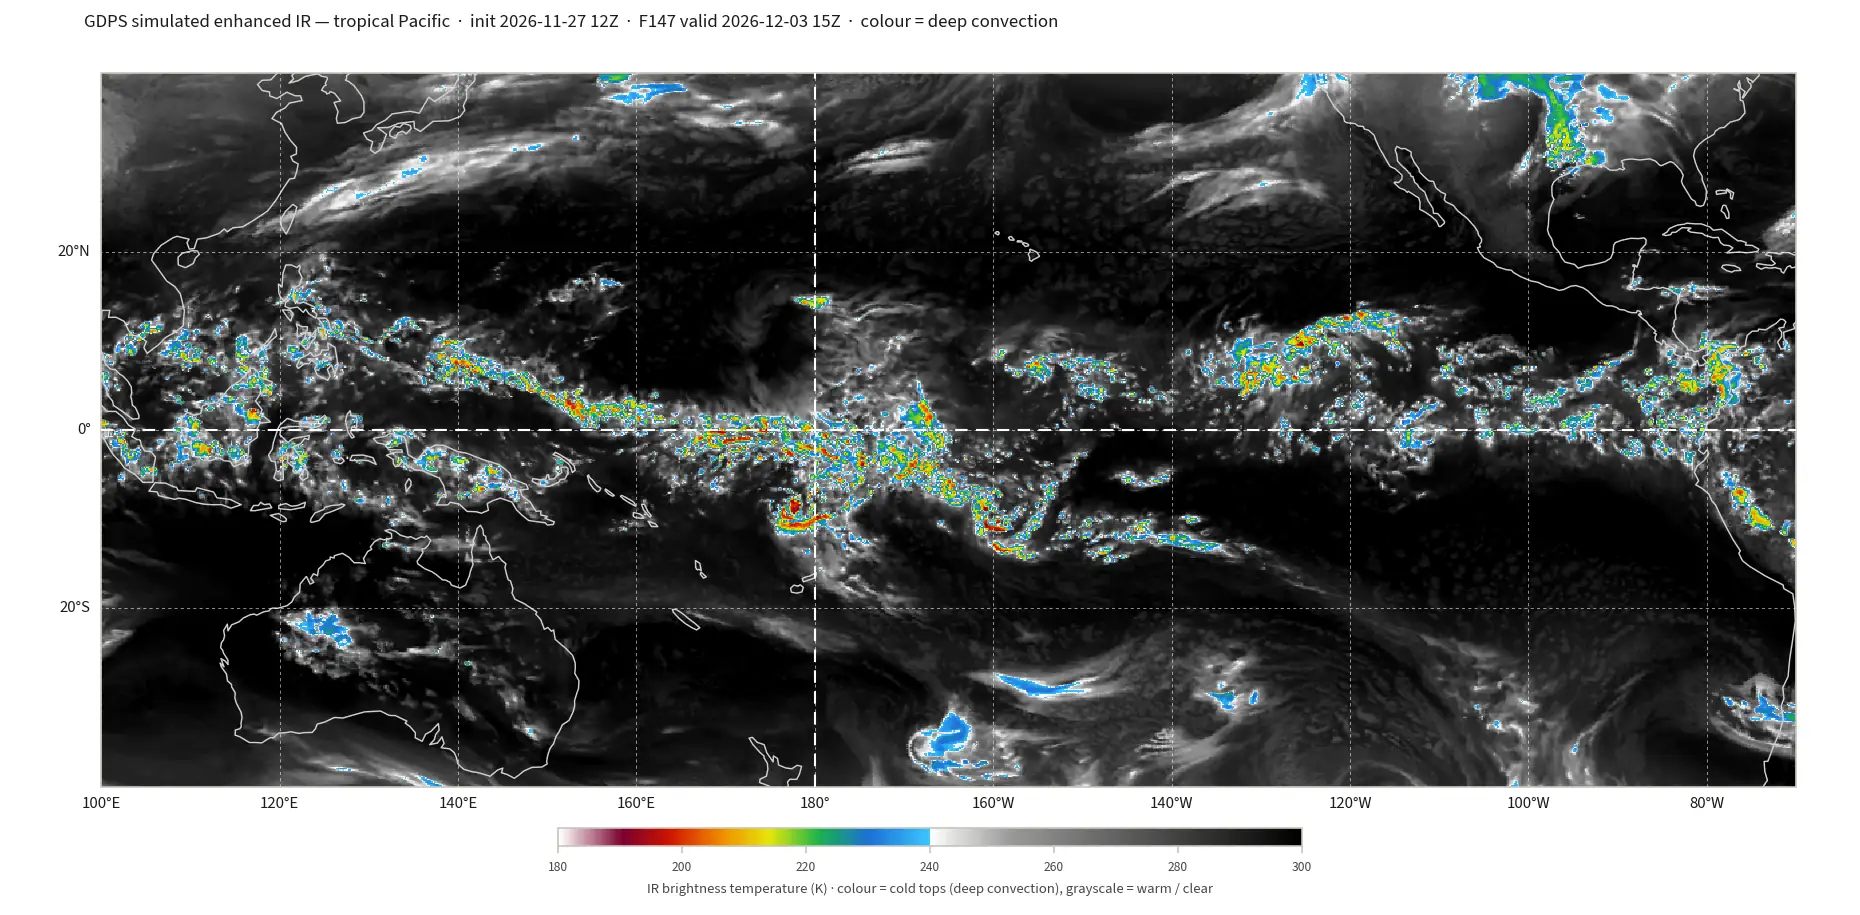 GDPS simulated enhanced IR — tropical Pacific · init 2026-11-27 12Z · F147 valid 2026-12-03 15Z · colour = deep convection
20°N
0°
20°S
100°E 120°E 140°E 160°E 180° 160°W 140°W 120°W 100°W 80°W
180 200 220 240 260 280 300
IR brightness temperature (K) · colour = cold tops (deep convection), grayscale = warm / clear